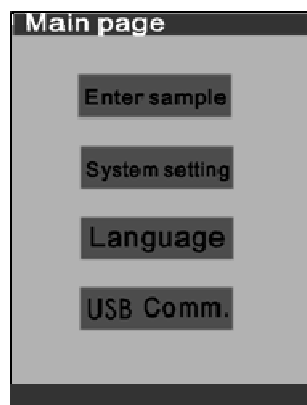 Main page
Enter sample
System setting
Language
USB Comm.